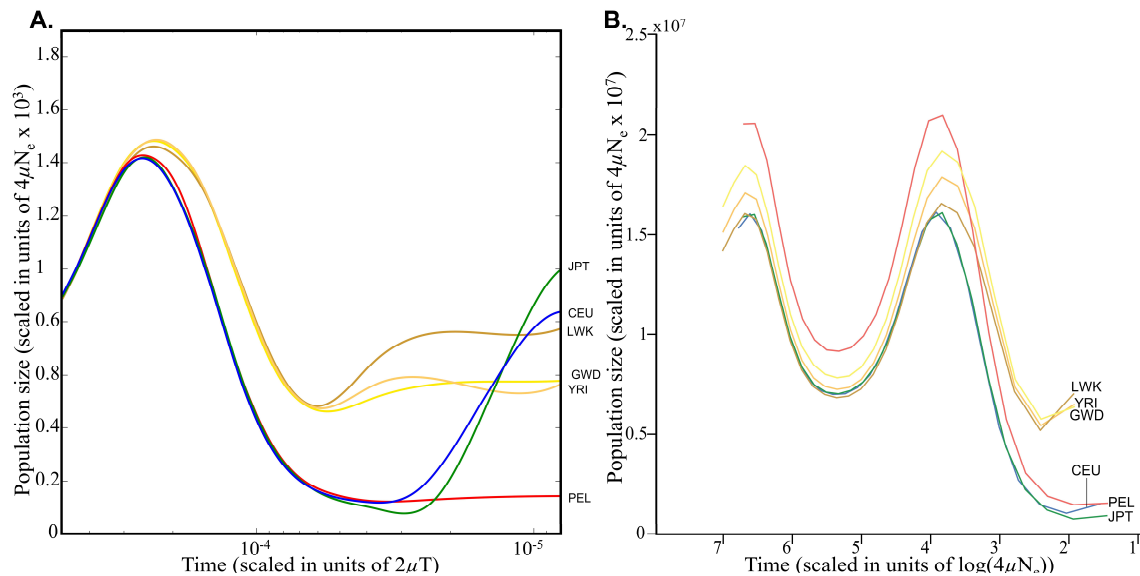 A.
Population size (scaled in units of 4μNe x 10³)
1.8
1.6
1.4
1.2
1
0.6
0.8
0.4
0.2
0
10-4
10-5
Time (scaled in units of 2μT)
JPT
CEU
LWK
GWD
YRI
PEL
B.
x10⁷
Population size (scaled in units of 4μNe x 10⁷)
2.5
2
1.5
1
0.5
0
7
6
5
4
3
2
1
Time (scaled in units of log(4μNe))
LWK
YRI
GWD
CEU
PEL
JPT